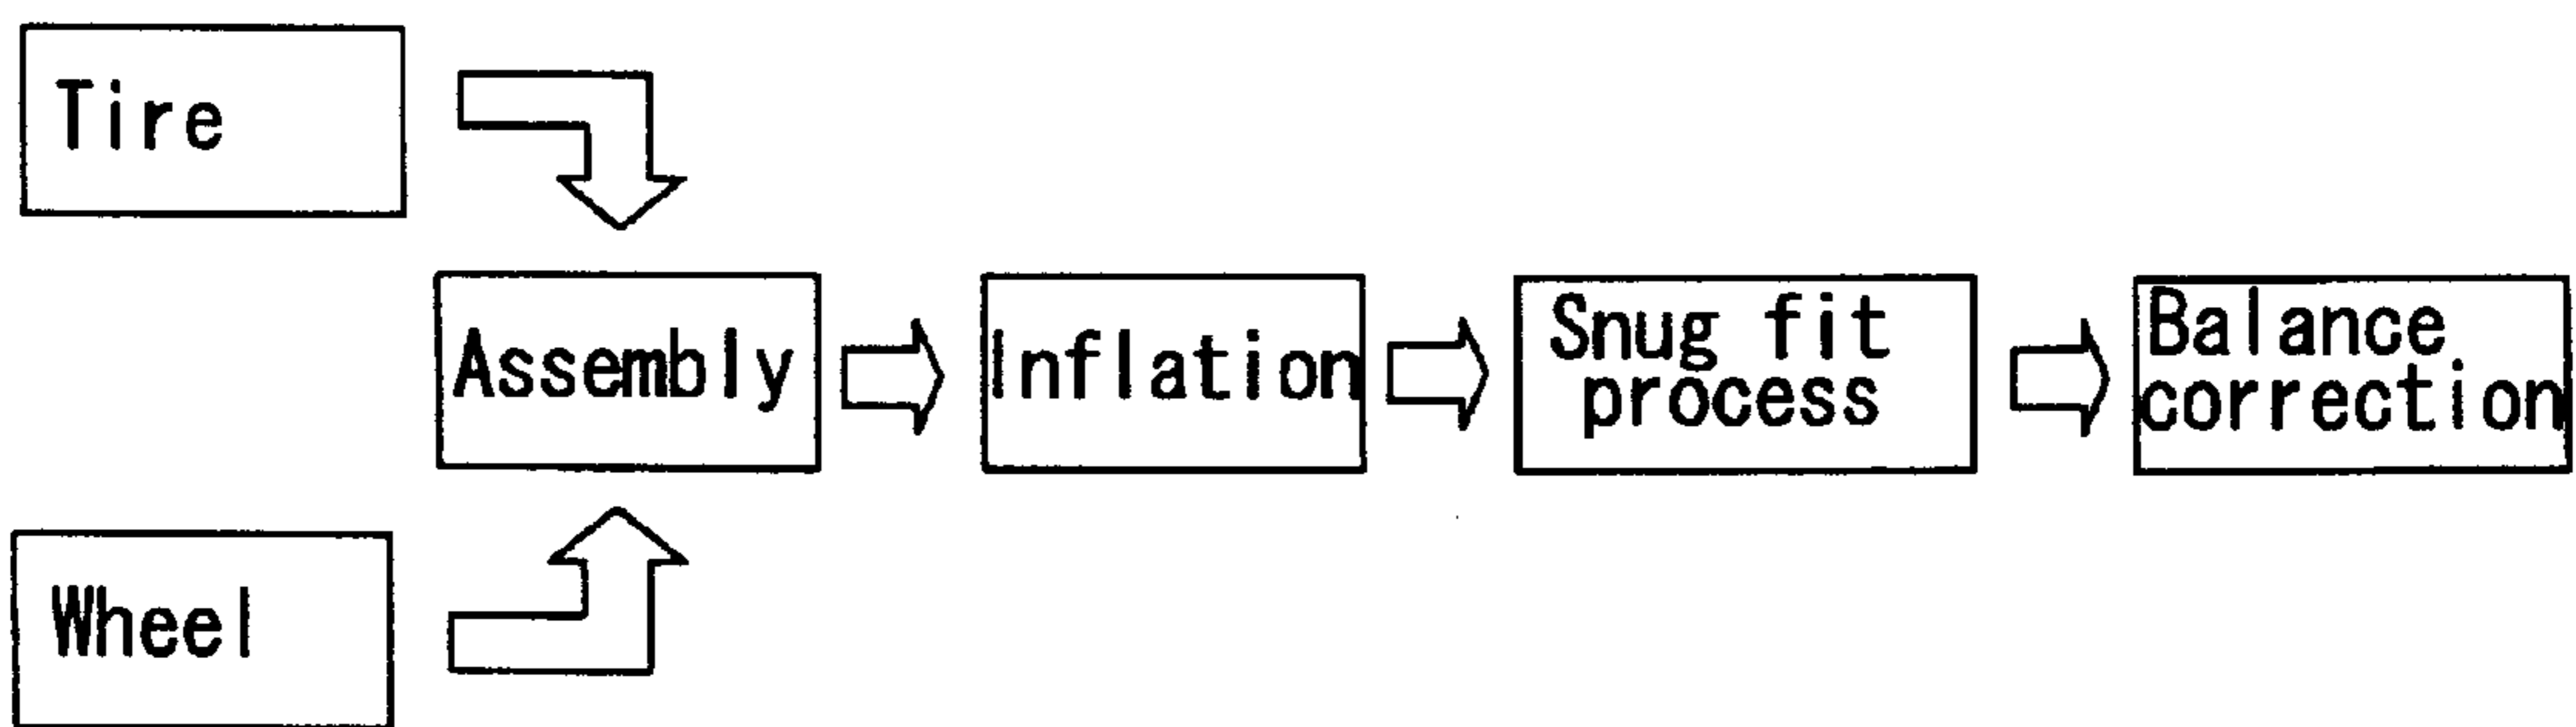 Tire
Assembly
Inflation
Snug fit
process
Balance
correction
Wheel